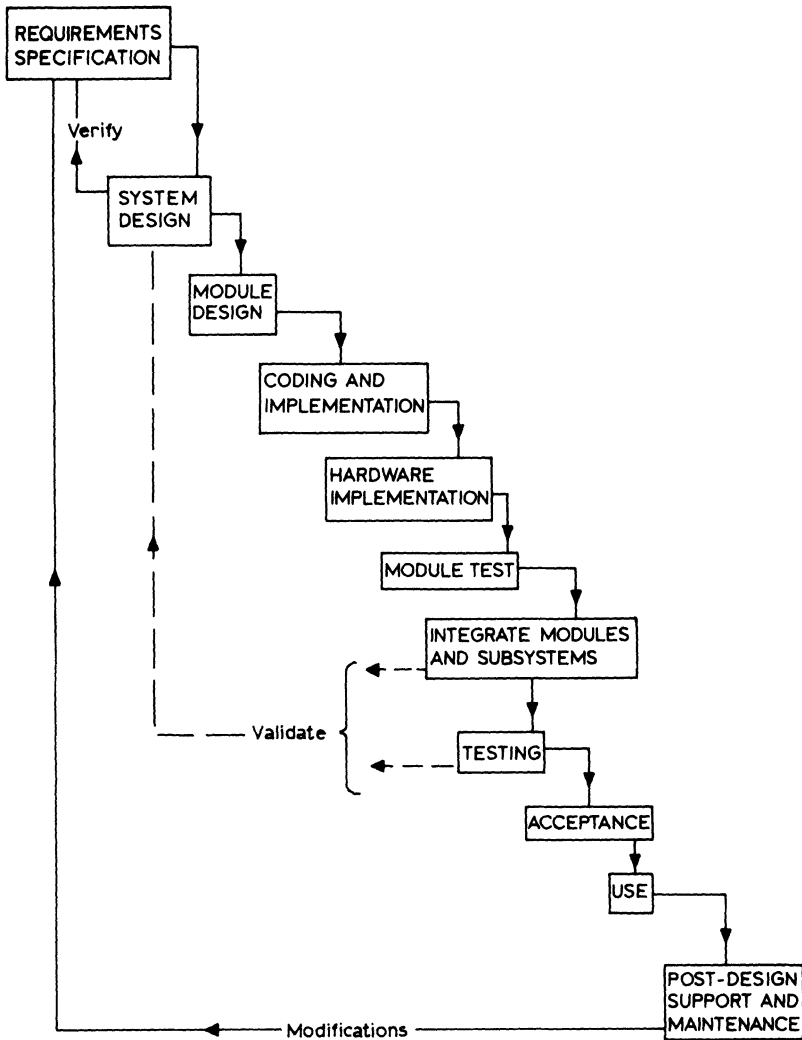 REQUIREMENTS
SPECIFICATION
Verify
SYSTEM
DESIGN
MODULE
DESIGN
CODING AND
IMPLEMENTATION
HARDWARE
IMPLEMENTATION
MODULE TEST
INTEGRATE MODULES
AND SUBSYSTEMS
Validate
TESTING
ACCEPTANCE
USE
POST-DESIGN
SUPPORT AND
MAINTENANCE
Modifications